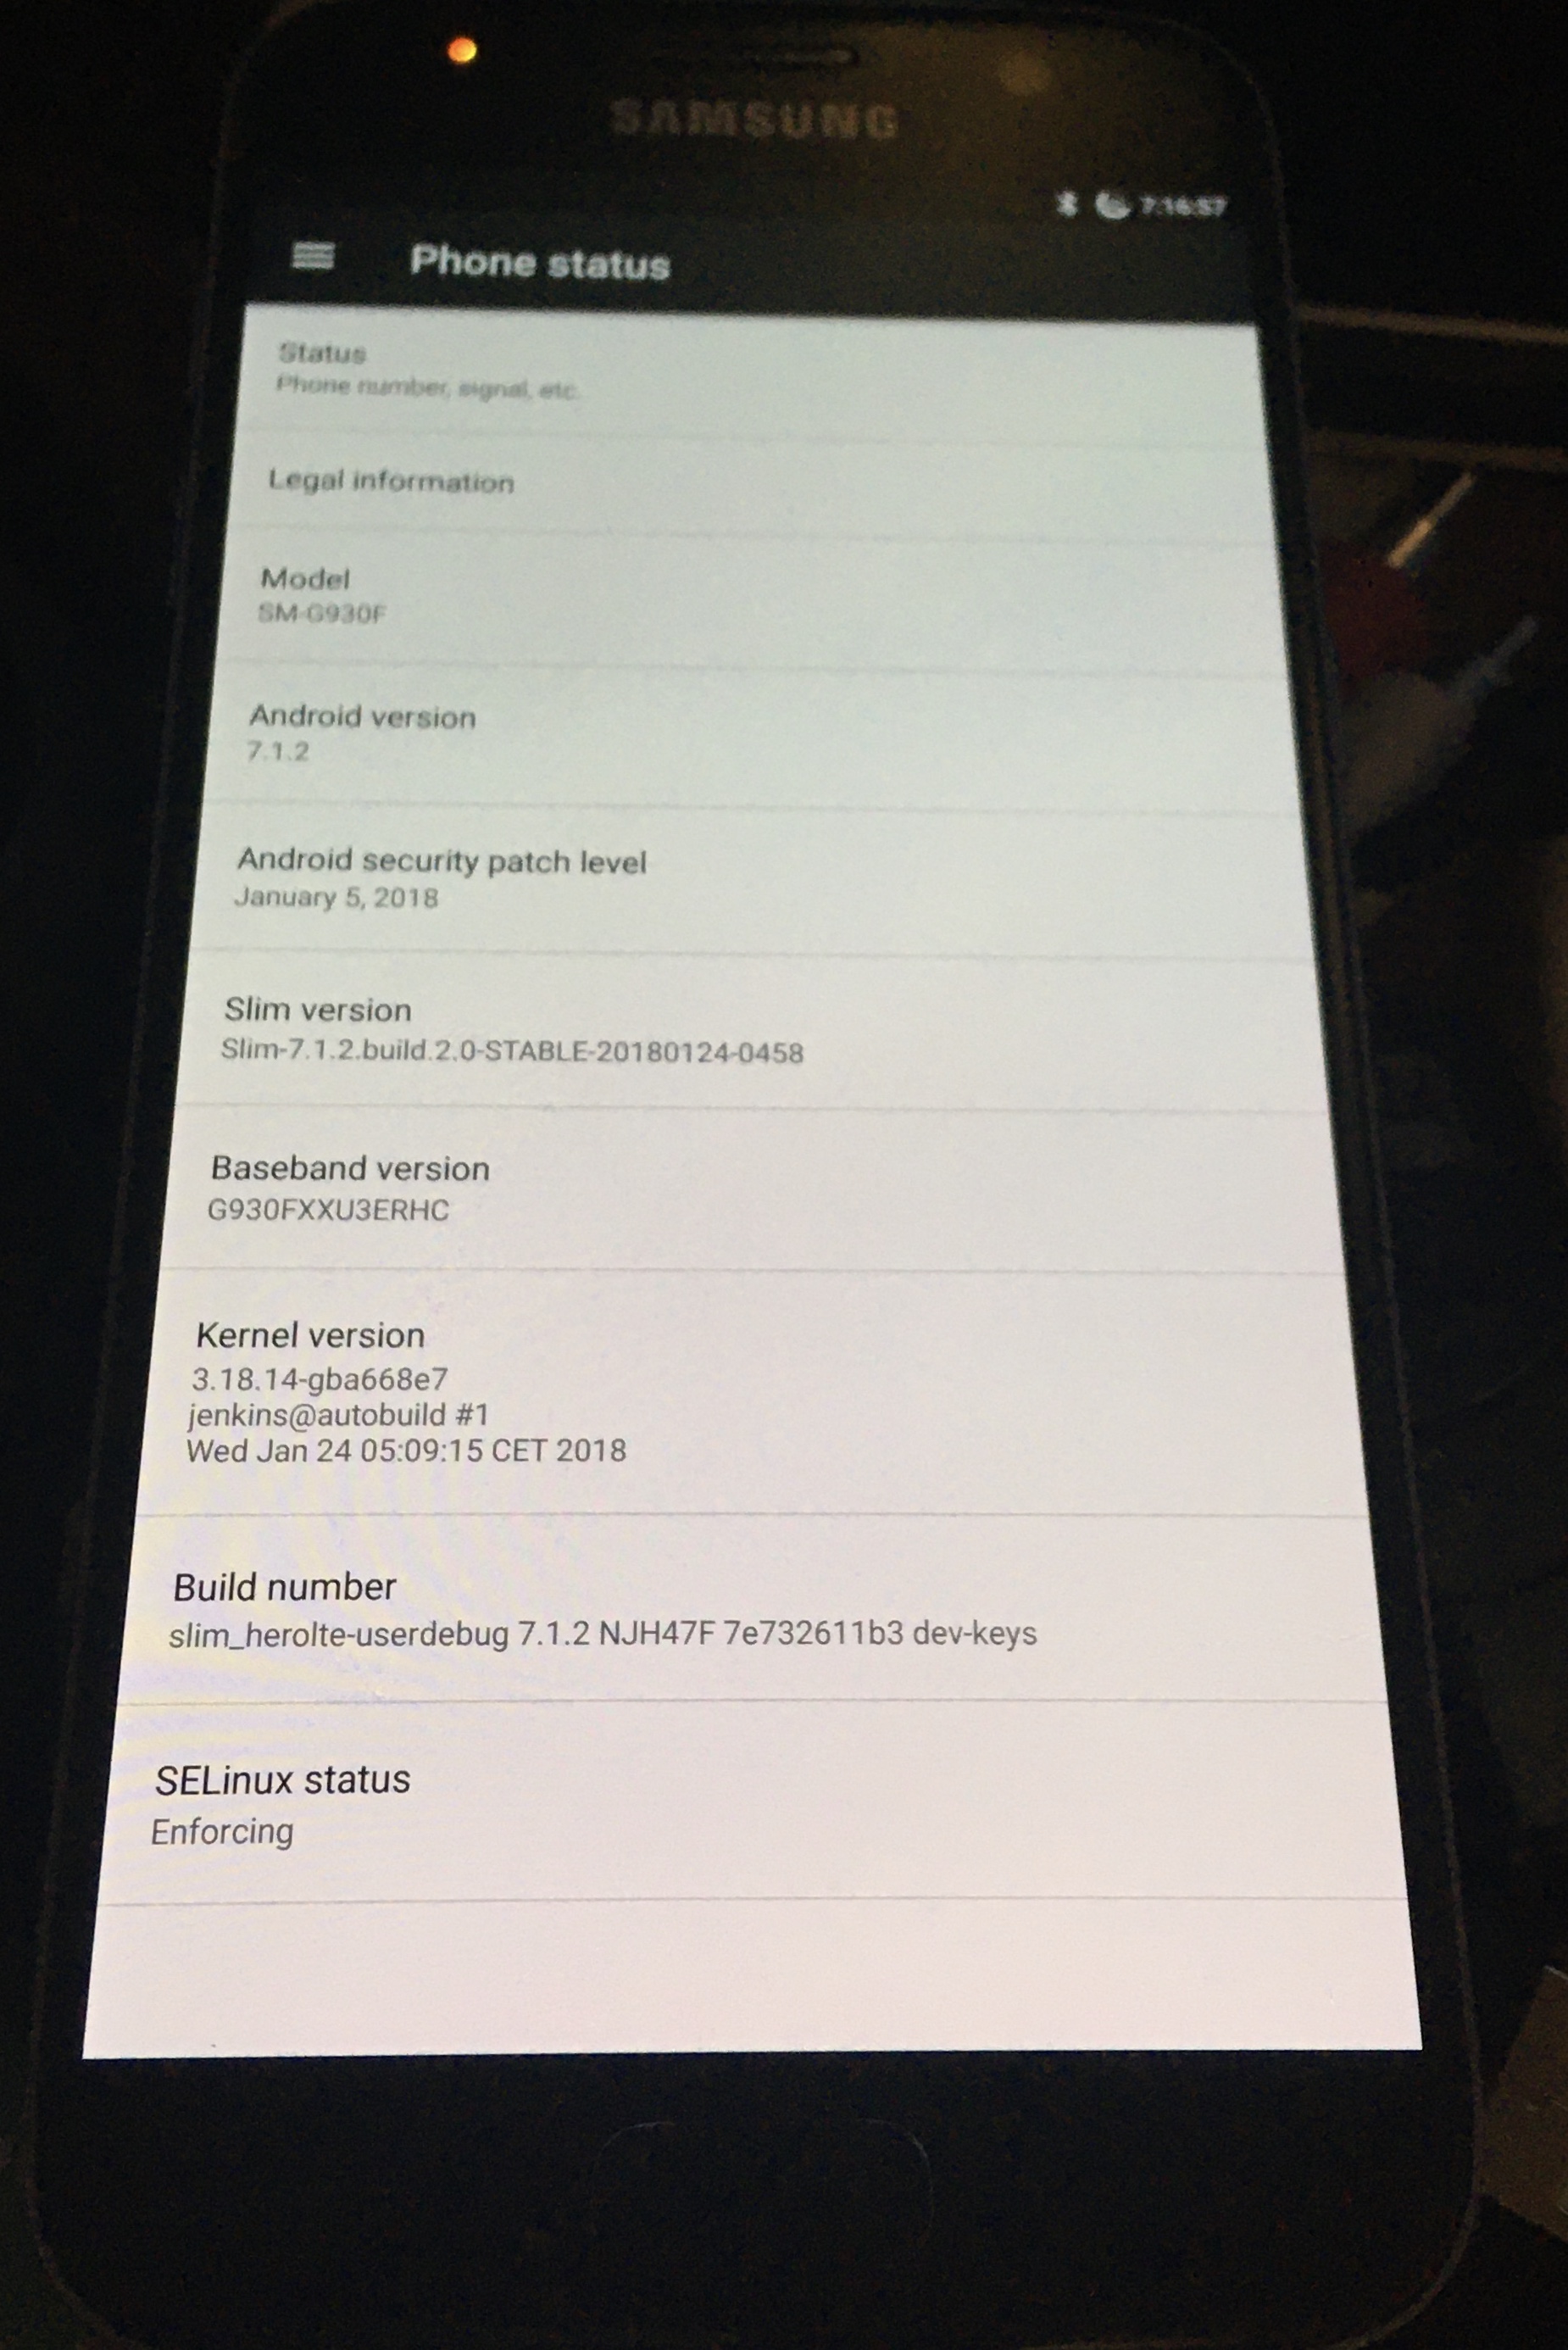 SAMSUNG
7:16:57
Phone status
Status
Phone number, signal, etc.
Legal information
Model
SM-G930F
Android version
7.1.2
Android security patch level
January 5, 2018
Slim version
Slim-7.1.2.build.2.0-STABLE-20180124-0458
Baseband version
G930FXXU3ERHC
Kernel version
3.18.14-gba668e7
jenkins@autobuild #1
Wed Jan 24 05:09:15 CET 2018
Build number
slim_herolte-userdebug 7.1.2 NJH47F 7e732611b3 dev-keys
SELinux status
Enforcing